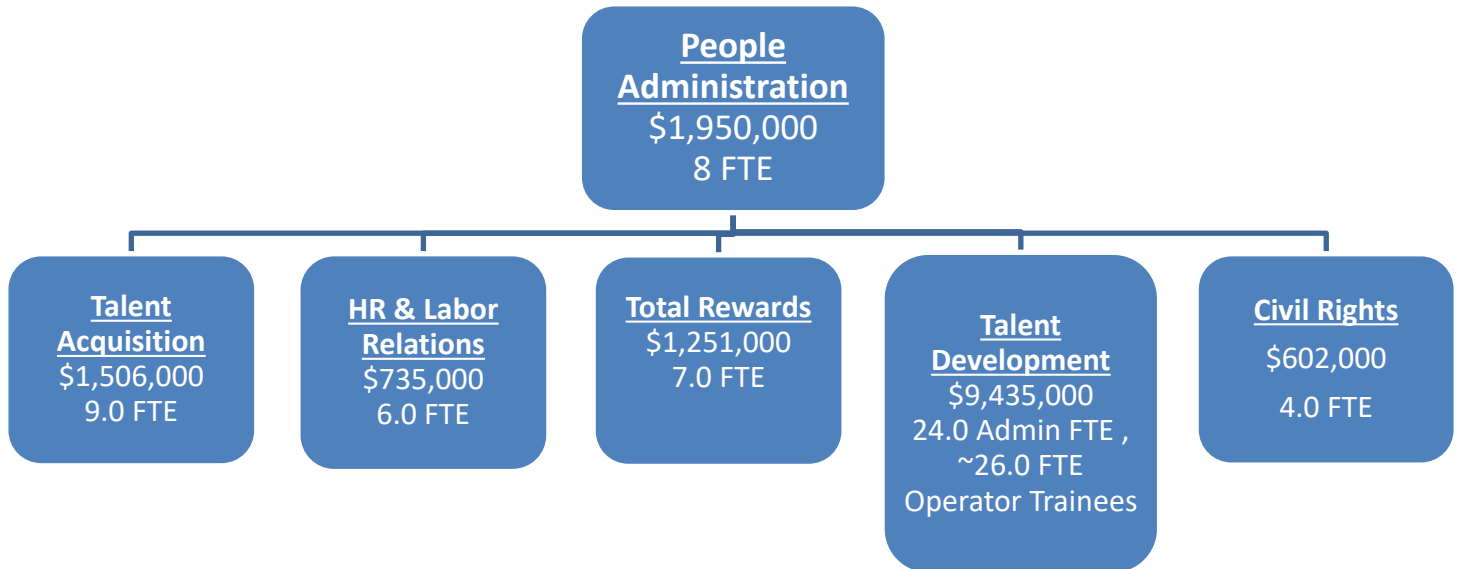 People
Administration
$1,950,000
8 FTE
Talent
Acquisition
$1,506,000
9.0 FTE
HR & Labor
Relations
$735,000
6.0 FTE
Total Rewards
$1,251,000
7.0 FTE
Talent
Development
$9,435,000
24.0 Admin FTE ,
~26.0 FTE
Operator Trainees
Civil Rights
$602,000
4.0 FTE